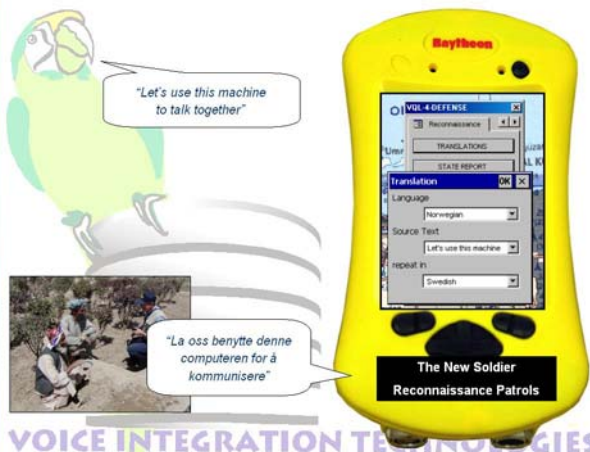 Raytheon
"Let's use this machine
to talk together"
VQL-4-DEFENSE
Reconnaissance
TRANSLATIONS
STATE REPORT
Translation
OK
Language
Norwegian
Source Text
Let's use this machine
repeat in
Swedish
"La oss benytte denne
computeren for å
kommunisere"
The New Soldier
Reconnaissance Patrols
VOICE INTEGRATION TECHNOLOGIES